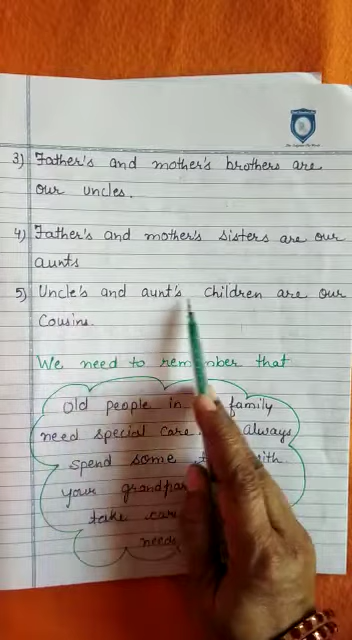 3) Father's and mother's brothers are
our uncles.
4) Father's and mother's sisters are our
aunts
5) Uncle's and aunt's children are our
Cousins.
We need to remember that
Old people in family
need special care. always
spend some with
your
take
needs